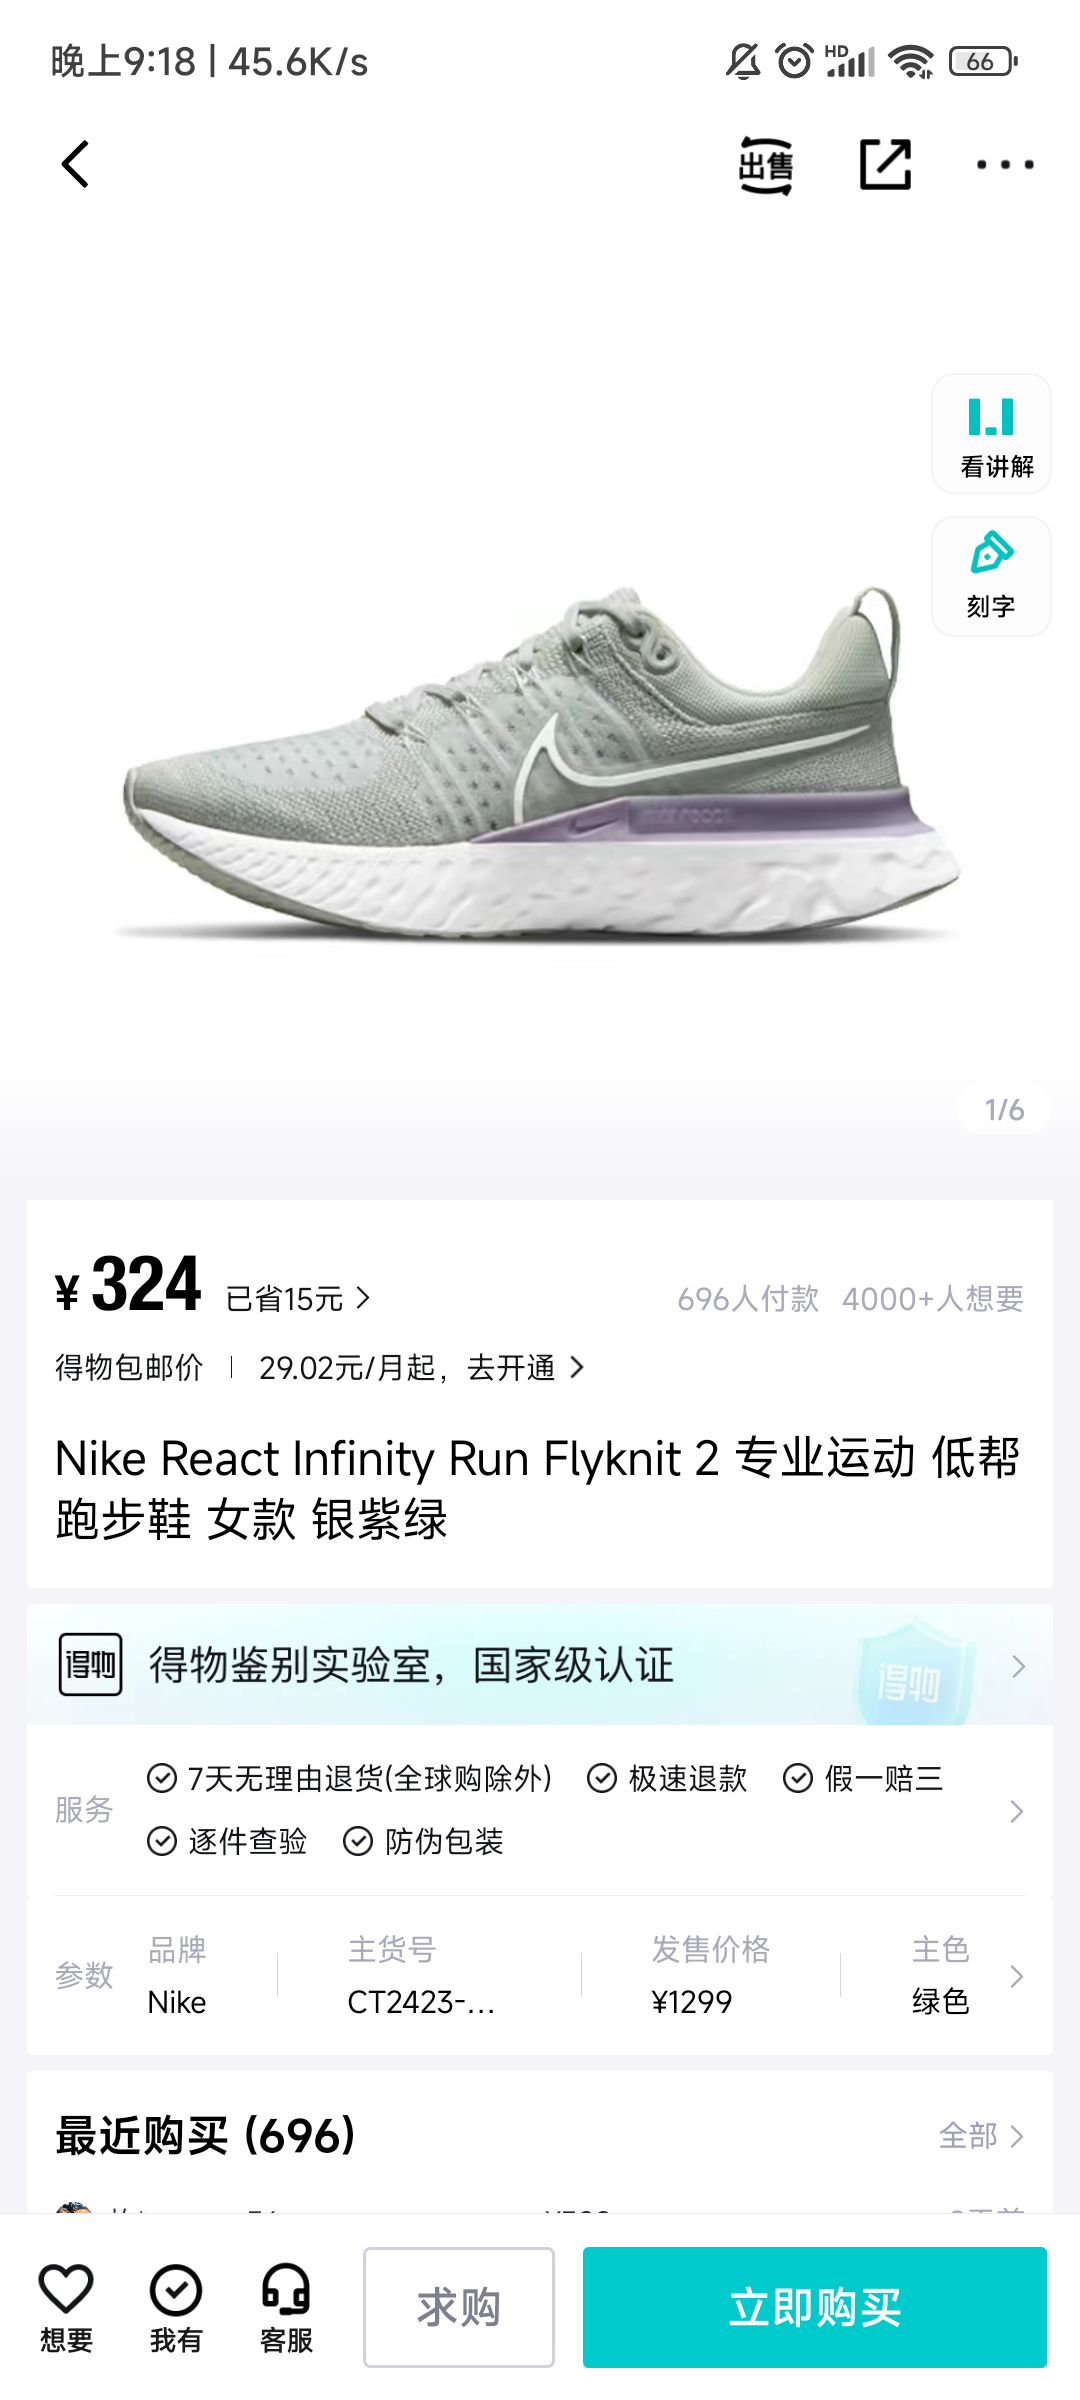 晚上9:18 | 45.6K/s
HD
66
出售
看讲解
刻字
1/6
¥324 已省15元 696人付款 4000+人想要
得物包邮价 29.02元/月起，去开通
Nike React Infinity Run Flyknit 2 专业运动 低帮
跑步鞋 女款 银紫绿
得物 得物鉴别实验室，国家级认证 得物
服务
7天无理由退货(全球购除外) 极速退款 假一赔三
逐件查验 防伪包装
参数
品牌 主货号 发售价格 主色
Nike CT2423-... ¥1299 绿色
最近购买 (696) 全部
想要 我有 客服 求购 立即购买